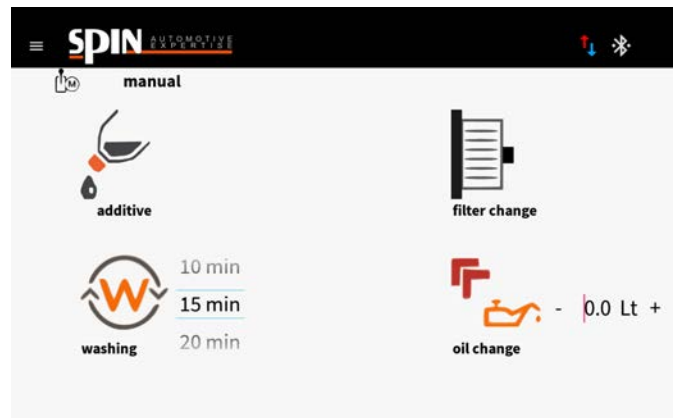 SPIN AUTOMOTIVE
EXPERTISE
M manual
additive
filter change
10 min
15 min
20 min
washing
- 0.0 Lt +
oil change